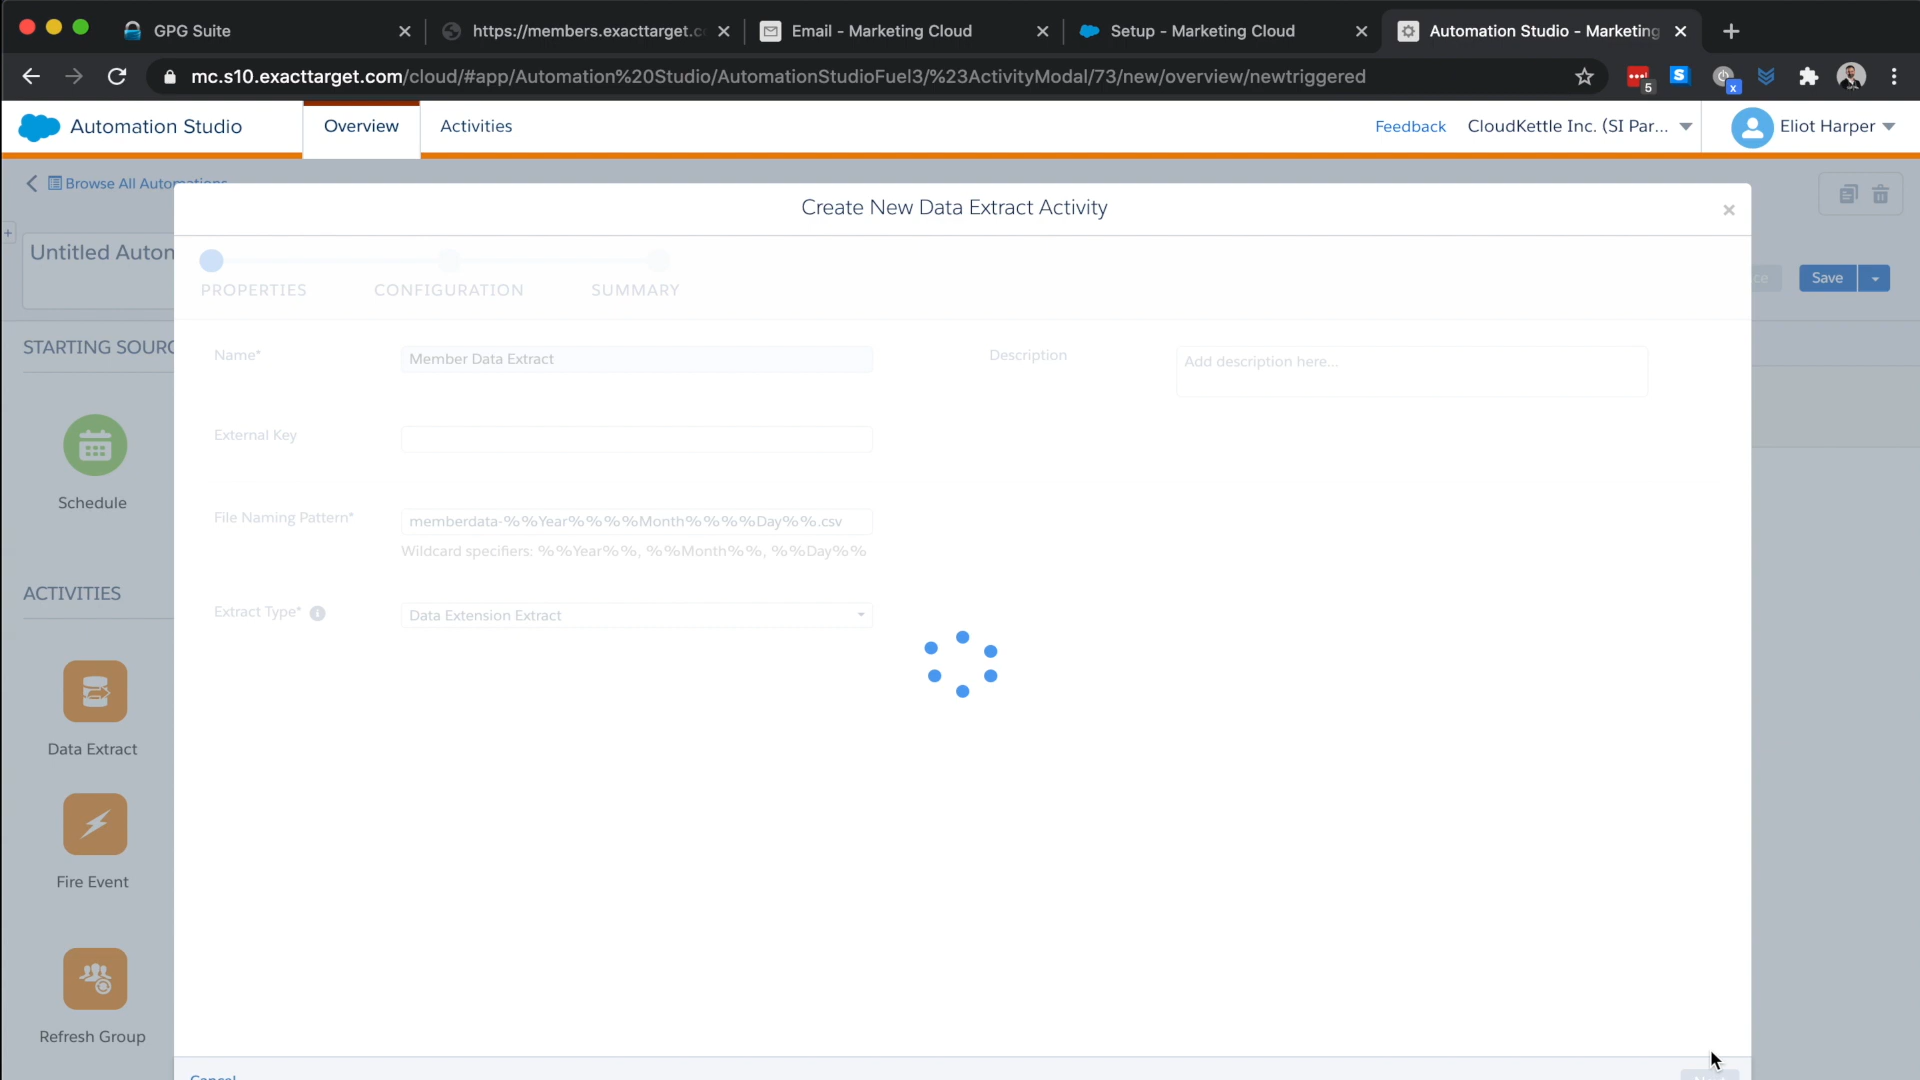 GPG Suite
https://members.exacttarget.c
Email - Marketing Cloud
Setup - Marketing Cloud
Automation Studio - Marketing
mc.s10.exacttarget.com/cloud/#app/Automation%20Studio/AutomationStudioFuel3/%23ActivityModal/73/new/overview/newtriggered
5
S
x
Automation Studio
Overview
Activities
Feedback
CloudKettle Inc. (SI Par...
Eliot Harper
Browse All Automations
Create New Data Extract Activity
Untitled Autom
Save
PROPERTIES
CONFIGURATION
SUMMARY
STARTING SOURC
Name*
Member Data Extract
Description
Add description here...
External Key
Schedule
File Naming Pattern*
memberdata-%%Year%%%%Month%%%%Day%%.csv
Wildcard specifiers: %%Year%%, %%Month%%, %%Day%%
ACTIVITIES
Extract Type*
Data Extension Extract
Data Extract
Fire Event
Refresh Group
Cancel